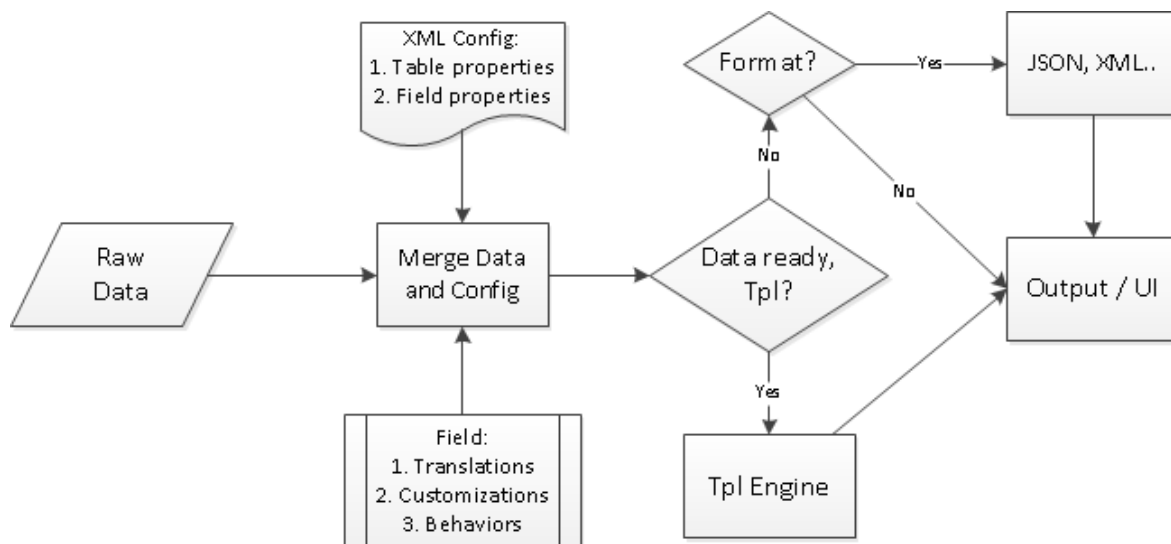 XML Config:
1. Table properties
2. Field properties
Format?
Yes
JSON, XML..
No
No
Raw
Data
Merge Data
and Config
Data ready,
Tpl?
Output / UI
Yes
Field:
1. Translations
2. Customizations
3. Behaviors
Tpl Engine